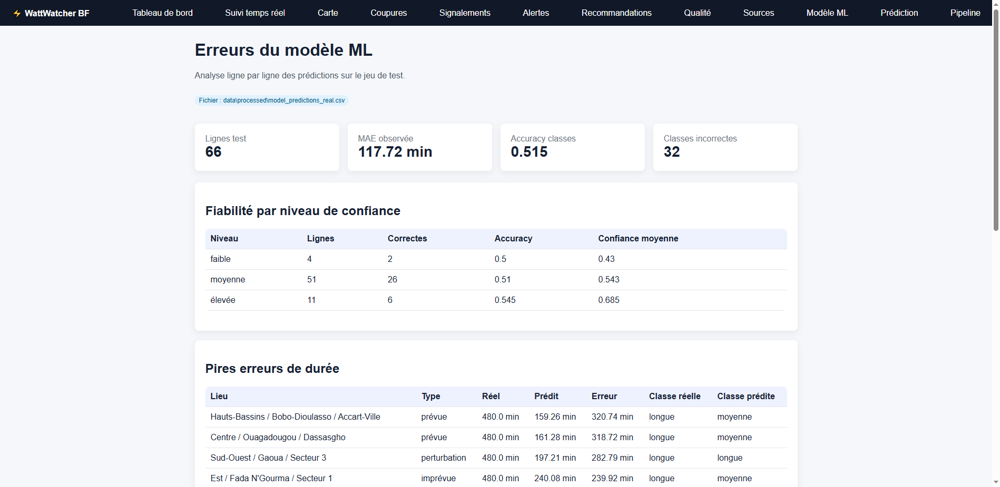 ⚡ WattWatcher BF Tableau de bord Suivi temps réel Carte Coupures Signalements Alertes Recommandations Qualité Sources Modèle ML Prédiction Pipeline
Erreurs du modèle ML
Analyse ligne par ligne des prédictions sur le jeu de test.
Fichier : data\processed\model_predictions_real.csv
Lignes test
66
MAE observée
117.72 min
Accuracy classes
0.515
Classes incorrectes
32
Fiabilité par niveau de confiance
Niveau Lignes Correctes Accuracy Confiance moyenne
faible 4 2 0.5 0.43
moyenne 51 26 0.51 0.543
élevée 11 6 0.545 0.685
Pires erreurs de durée
Lieu Type Réel Prédit Erreur Classe réelle Classe prédite
Hauts-Bassins / Bobo-Dioulasso / Accart-Ville prévue 480.0 min 159.26 min 320.74 min longue moyenne
Centre / Ouagadougou / Dassasgho prévue 480.0 min 161.28 min 318.72 min longue moyenne
Sud-Ouest / Gaoua / Secteur 3 perturbation 480.0 min 197.21 min 282.79 min longue longue
Est / Fada N'Gourma / Secteur 1 imprévue 480.0 min 240.08 min 239.92 min longue moyenne